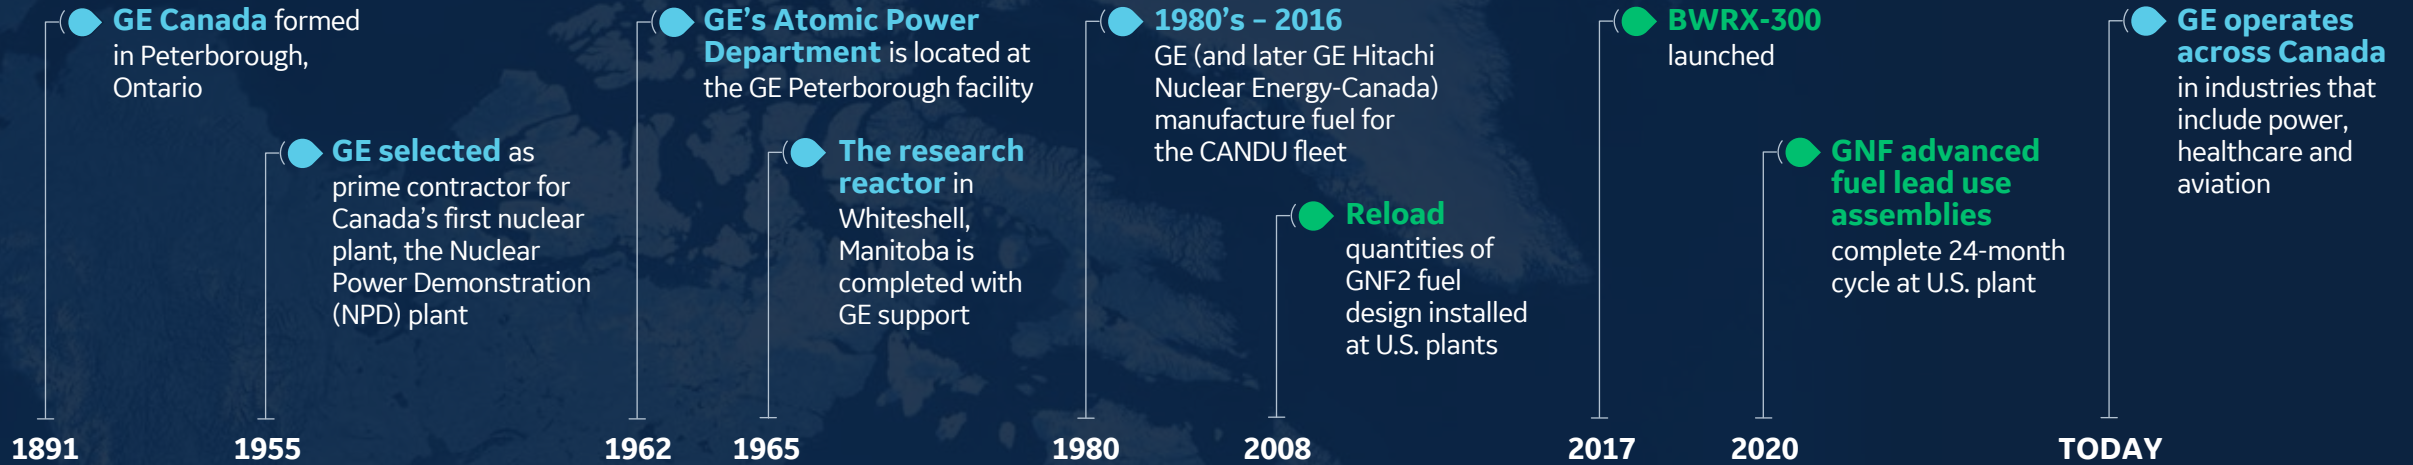 GE Canada formed
in Peterborough,
Ontario
GE selected as
prime contractor for
Canada's first nuclear
plant, the Nuclear
Power Demonstration
(NPD) plant
GE's Atomic Power
Department is located at
the GE Peterborough facility
The research
reactor in
Whiteshell,
Manitoba is
completed with
GE support
1980's – 2016
GE (and later GE Hitachi
Nuclear Energy-Canada)
manufacture fuel for
the CANDU fleet
Reload
quantities of
GNF2 fuel
design installed
at U.S. plants
BWRX-300
launched
GNF advanced
fuel lead use
assemblies
complete 24-month
cycle at U.S. plant
GE operates
across Canada
in industries that
include power,
healthcare and
aviation
1891
1955
1962
1965
1980
2008
2017
2020
TODAY